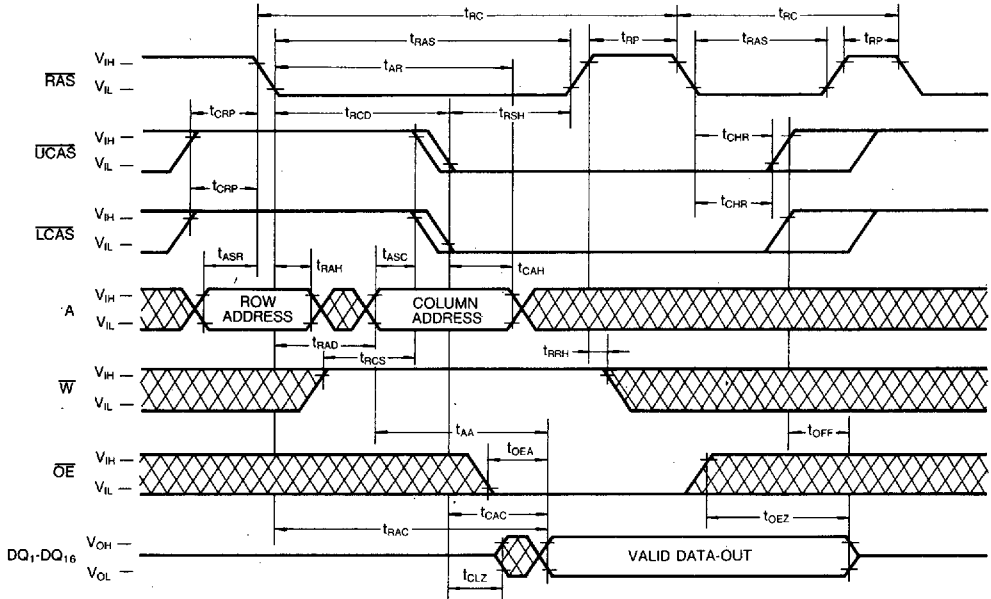 tRC tRC
tRAS tRP tRAS tRP
tAR
RAS VIH
VIL
tCRP tRCD tRSH
UCAS VIH
VIL
tCHR
tCRP
tCHR
LCAS VIH
VIL
tASR tRAH tASC tCAH
A VIH
VIL
ROW ADDRESS
COLUMN ADDRESS
tRAD
tRCS
tRRH
W VIH
VIL
tAA
tOEA
tOFF
OE VIH
VIL
tCAC
tRAC
tOEZ
DQ1-DQ16 VOH
VOL
VALID DATA-OUT
tCLZ